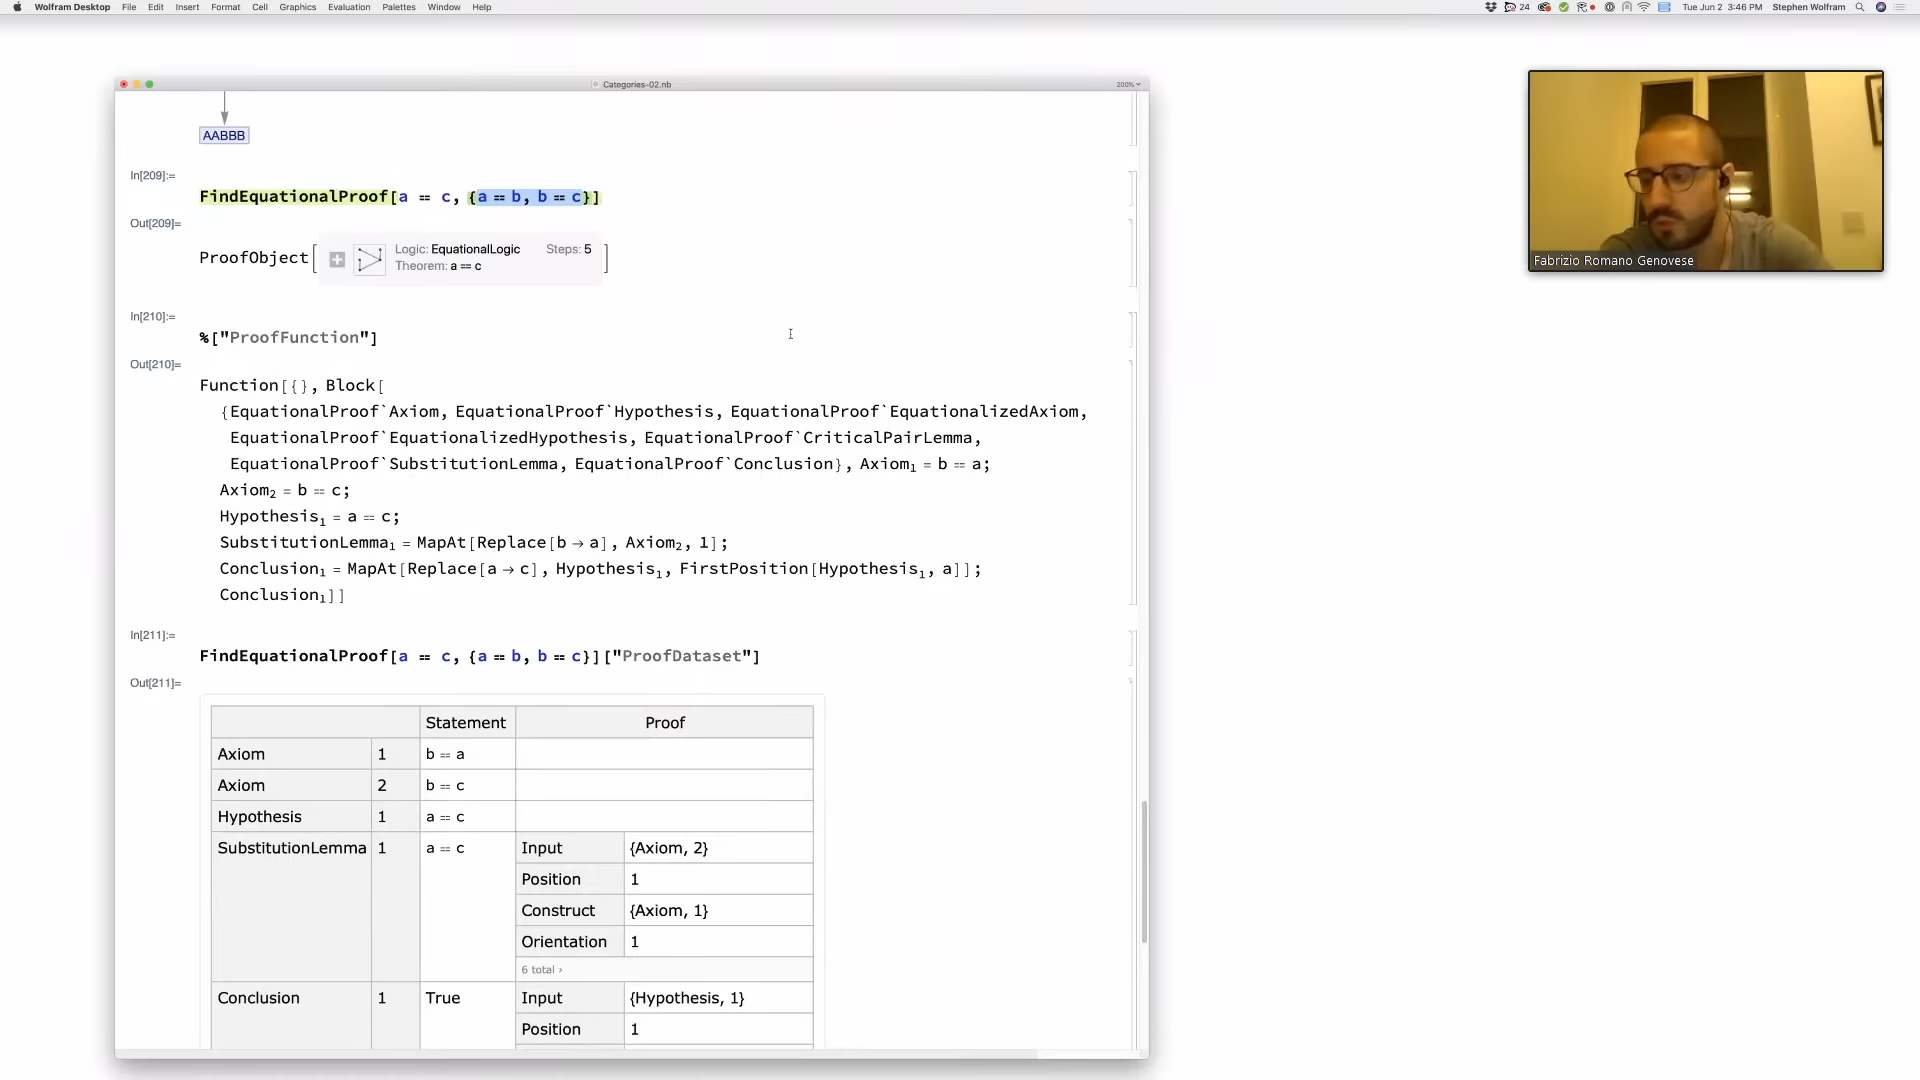 Wolfram Desktop File Edit Insert Format Cell Graphics Evaluation Palettes Window Help
24 Tue Jun 2 3:46 PM Stephen Wolfram
Categories-02.nb 200%
AABBB
In[209]:=
FindEquationalProof[a == c, {a == b, b == c}]
Out[209]=
ProofObject[ Logic: EquationalLogic Steps: 5
Theorem: a == c ]
In[210]:=
%["ProofFunction"]
Out[210]=
Function[{}, Block[
{EquationalProof`Axiom, EquationalProof`Hypothesis, EquationalProof`EquationalizedAxiom,
EquationalProof`EquationalizedHypothesis, EquationalProof`CriticalPairLemma,
EquationalProof`SubstitutionLemma, EquationalProof`Conclusion}, Axiom₁ = b == a;
Axiom₂ = b == c;
Hypothesis₁ = a == c;
SubstitutionLemma₁ = MapAt[Replace[b → a], Axiom₂, 1];
Conclusion₁ = MapAt[Replace[a → c], Hypothesis₁, FirstPosition[Hypothesis₁, a]];
Conclusion₁]]
In[211]:=
FindEquationalProof[a == c, {a == b, b == c}]["ProofDataset"]
Out[211]=
Statement Proof
Axiom 1 b == a
Axiom 2 b == c
Hypothesis 1 a == c
SubstitutionLemma 1 a == c Input {Axiom, 2}
Position 1
Construct {Axiom, 1}
Orientation 1
6 total ›
Conclusion 1 True Input {Hypothesis, 1}
Position 1
Fabrizio Romano Genovese